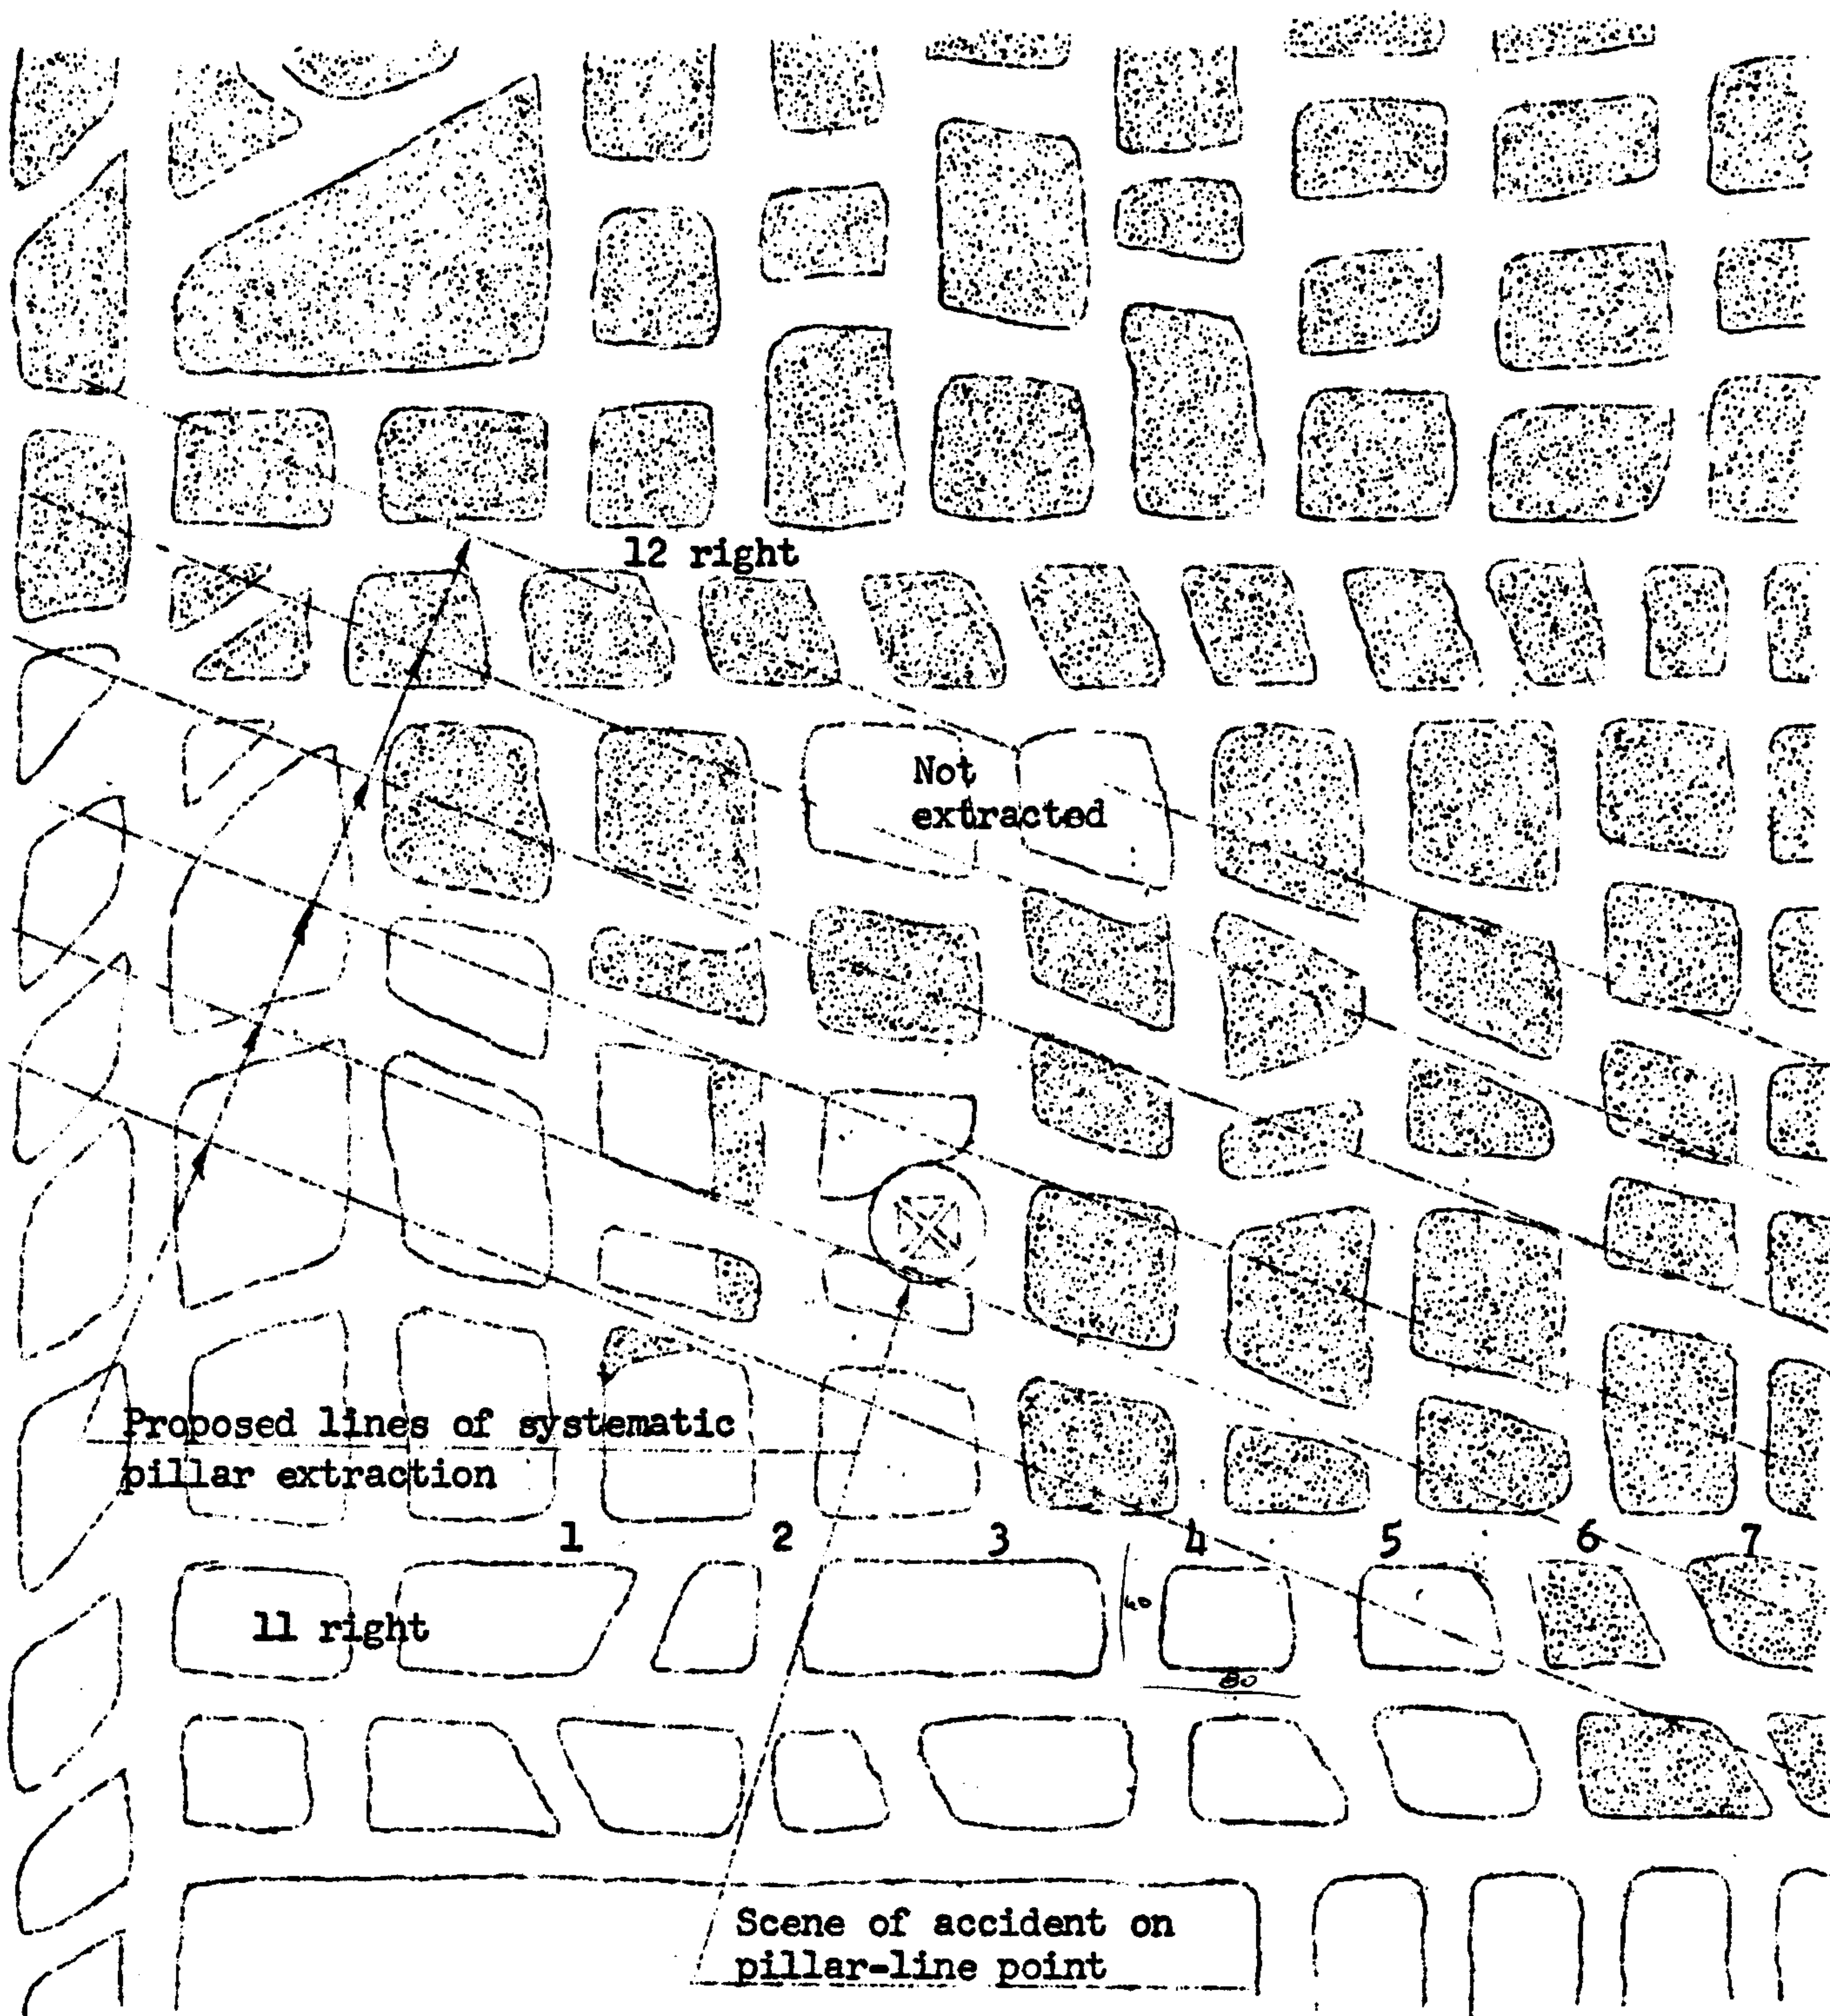 12 right
Not
extracted
Proposed lines of systematic
pillar extraction
1 2 3 4 5 6 7
11 right
40
80
Scene of accident on
pillar-line point